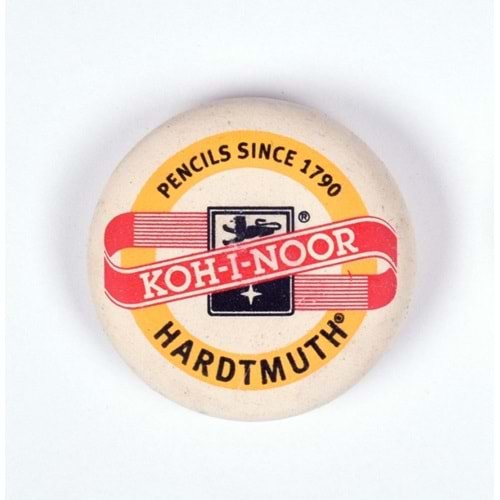 PENCILS SINCE 1790
®
KOH-I-NOOR
HARDTMUTH®